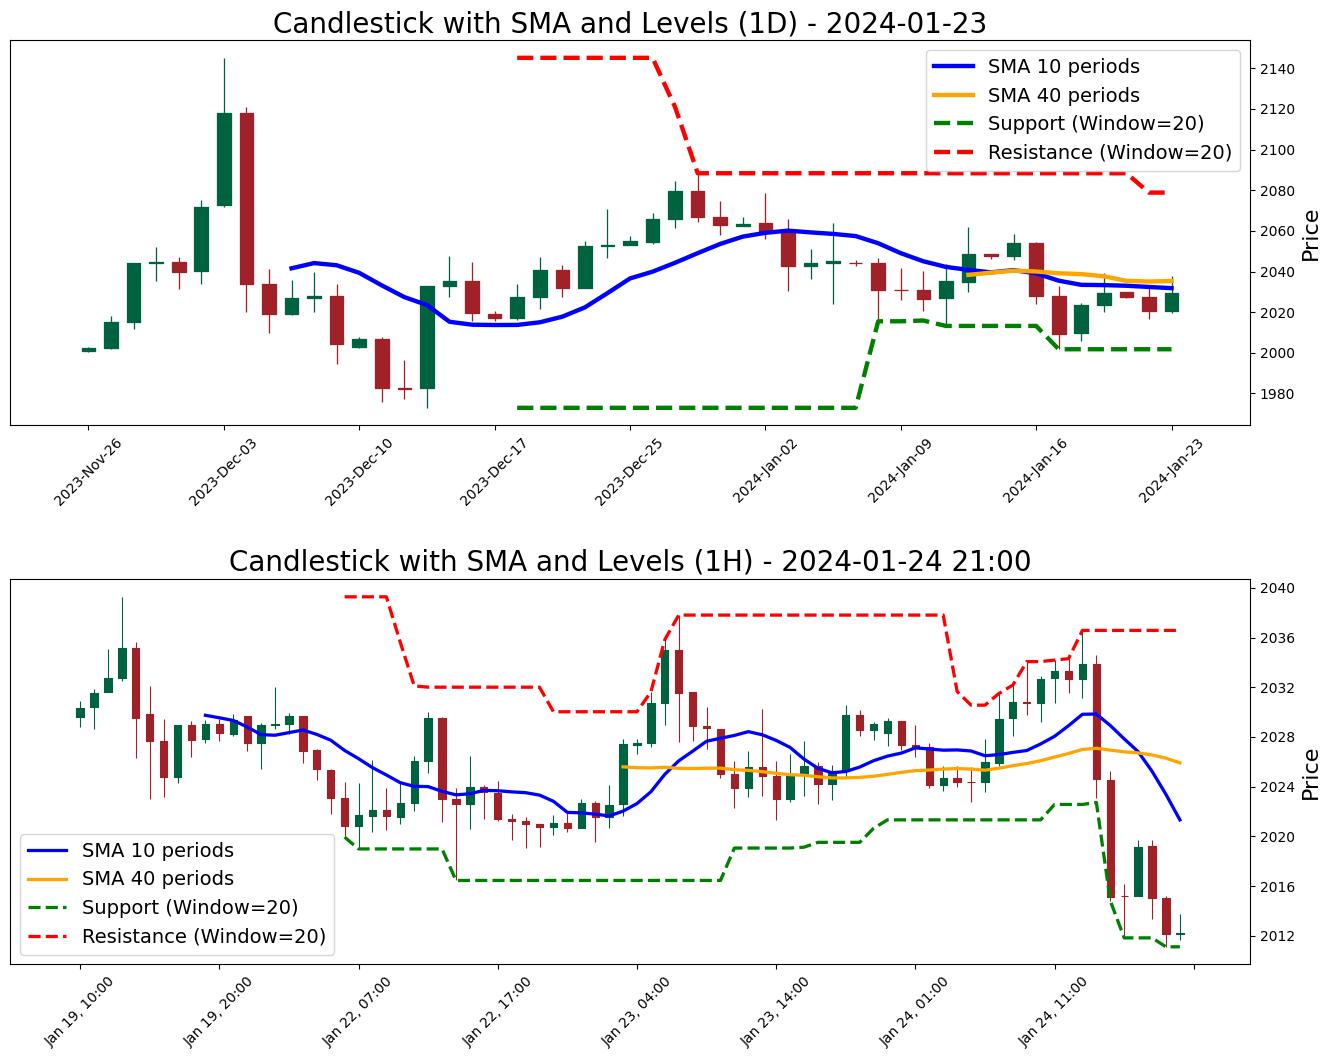 Candlestick with SMA and Levels (1D) - 2024-01-23
SMA 10 periods
SMA 40 periods
Support (Window=20)
Resistance (Window=20)
2140
2120
2100
2080
2060
2040
2020
2000
1980
Price
2023-Nov-26
2023-Dec-03
2023-Dec-10
2023-Dec-17
2023-Dec-25
2024-Jan-02
2024-Jan-09
2024-Jan-16
2024-Jan-23
Candlestick with SMA and Levels (1H) - 2024-01-24 21:00
2040
2036
2032
2028
2024
2020
2016
2012
Price
SMA 10 periods
SMA 40 periods
Support (Window=20)
Resistance (Window=20)
Jan 19, 10:00
Jan 19, 20:00
Jan 22, 07:00
Jan 22, 17:00
Jan 23, 04:00
Jan 23, 14:00
Jan 24, 01:00
Jan 24, 11:00